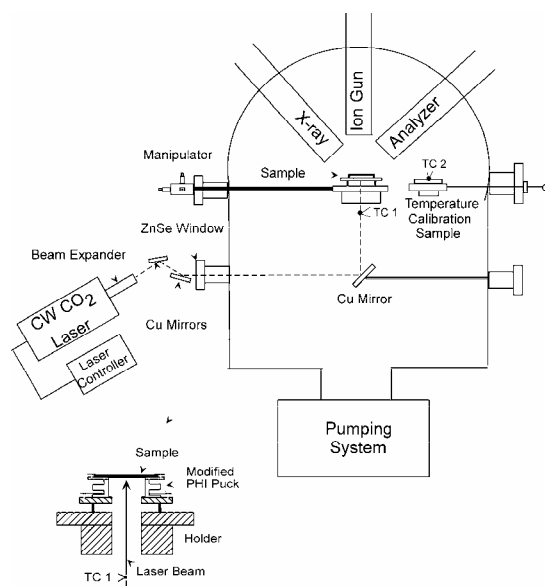 X-ray
Ion Gun
Analyzer
Manipulator
Sample
TC 2
TC 1
Temperature
Calibration
Sample
ZnSe Window
Beam Expander
CW CO2
Laser
Cu Mirrors
Cu Mirror
Laser
Controller
Pumping
System
Sample
Modified
PHI Puck
Holder
Laser Beam
TC 1